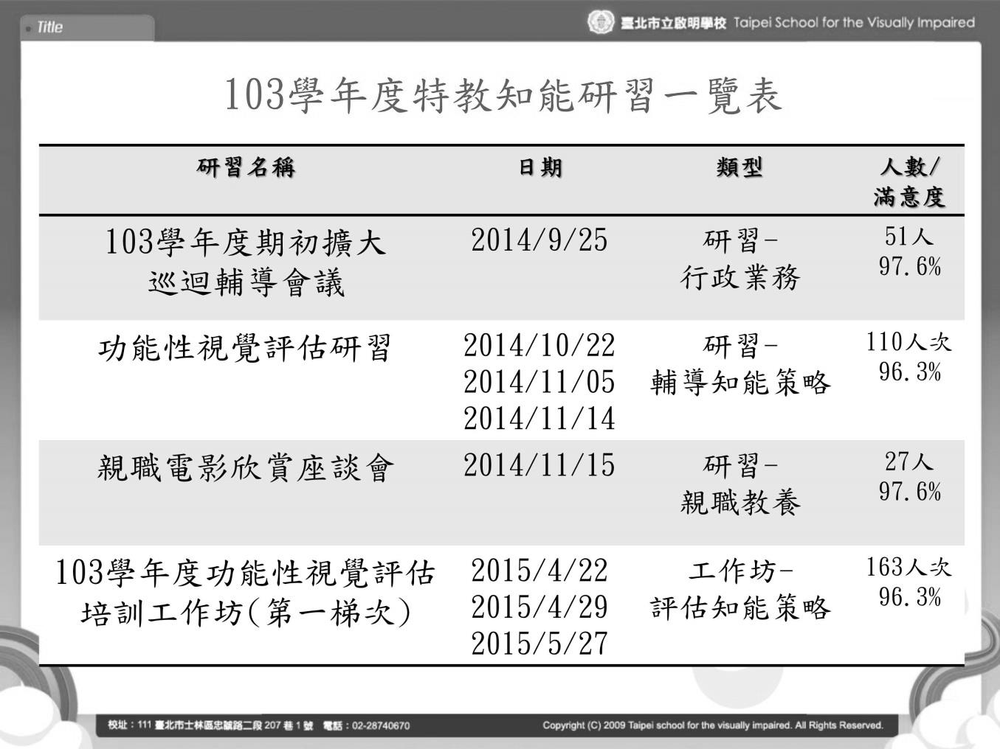 Title
臺北市立啟明學校 Taipei School for the Visually Impaired
103學年度特教知能研習一覽表
研習名稱 日期 類型 人數/
滿意度
103學年度期初擴大
巡迴輔導會議
2014/9/25
研習-
行政業務
51人
97.6%
功能性視覺評估研習
2014/10/22
2014/11/05
2014/11/14
研習-
輔導知能策略
110人次
96.3%
親職電影欣賞座談會
2014/11/15
研習-
親職教養
27人
97.6%
103學年度功能性視覺評估
培訓工作坊(第一梯次)
2015/4/22
2015/4/29
2015/5/27
工作坊-
評估知能策略
163人次
96.3%
校址：111 臺北市士林區忠誠路二段 207 巷 1 號 電話：02-28740670
Copyright (C) 2009 Taipei school for the visually impaired. All Rights Reserved.